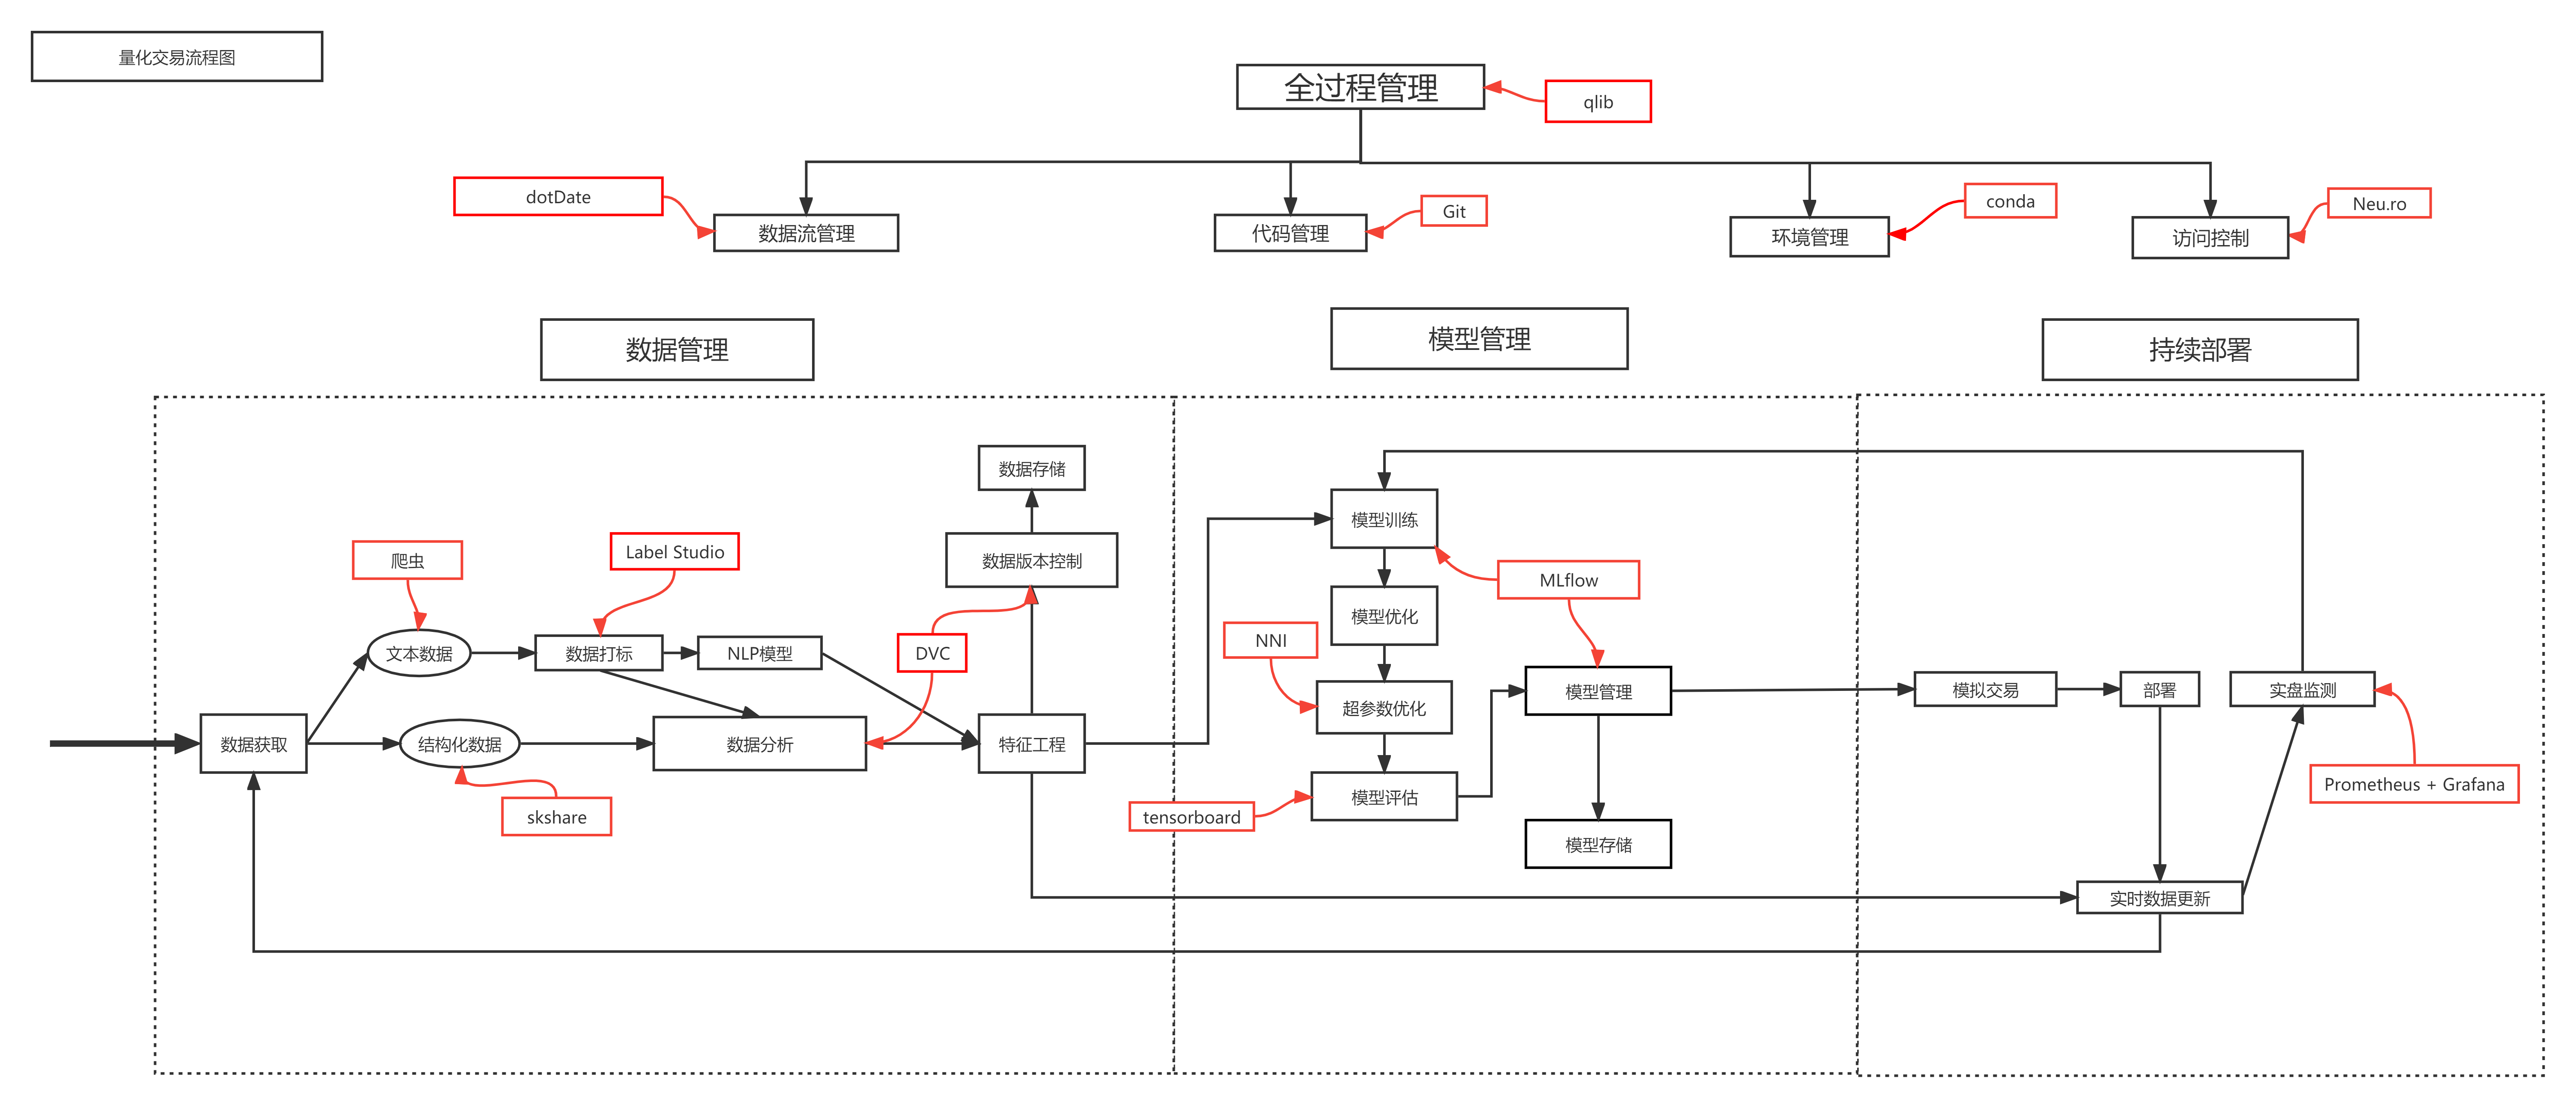 量化交易流程图
全过程管理
qlib
dotDate
数据流管理
代码管理
Git
环境管理
conda
访问控制
Neu.ro
数据管理
模型管理
持续部署
数据存储
数据版本控制
爬虫
Label Studio
文本数据
数据打标
NLP模型
DVC
数据获取
结构化数据
数据分析
特征工程
skshare
模型训练
MLflow
模型优化
NNI
超参数优化
模型管理
tensorboard
模型评估
模型存储
模拟交易
部署
实盘监测
Prometheus + Grafana
实时数据更新